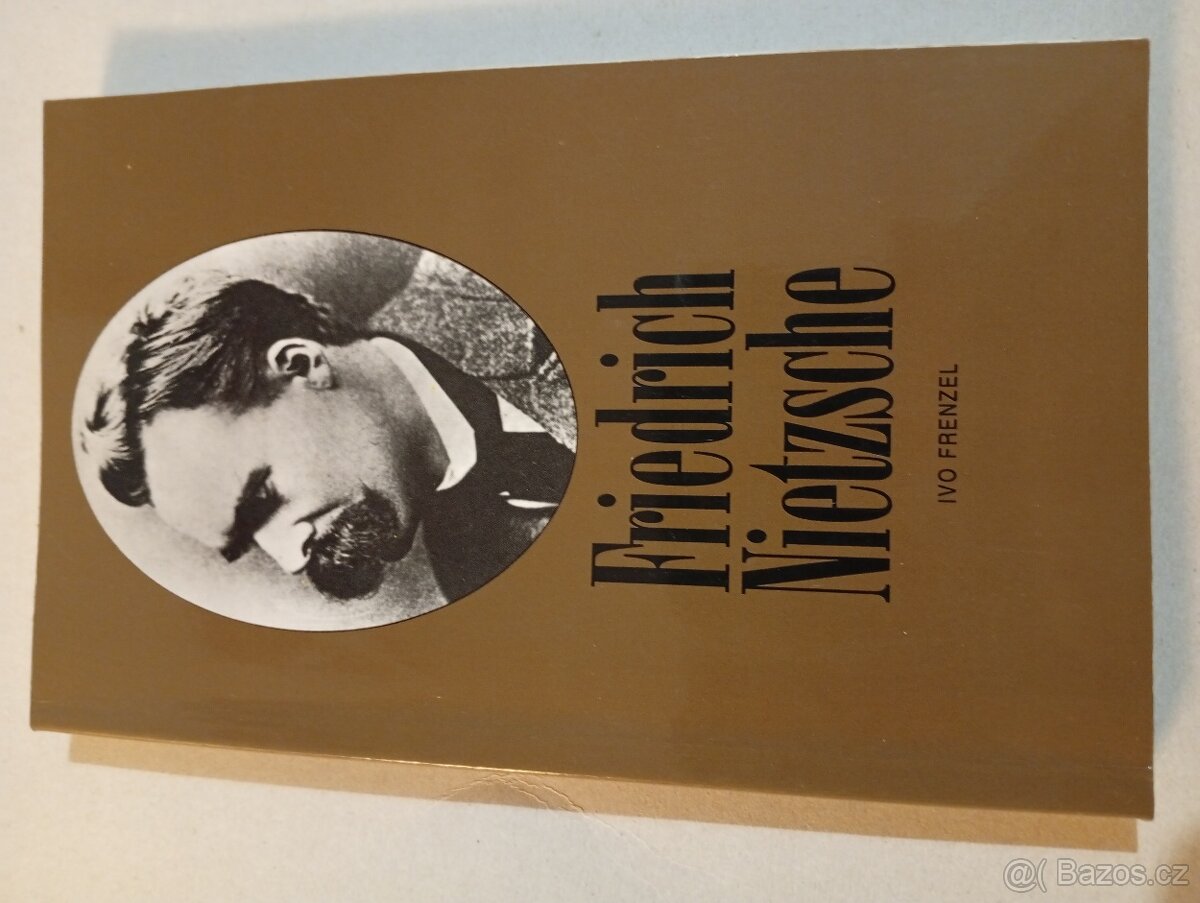 Friedrich
Nietzsche
IVO FRENZEL
@( Bazos.cz